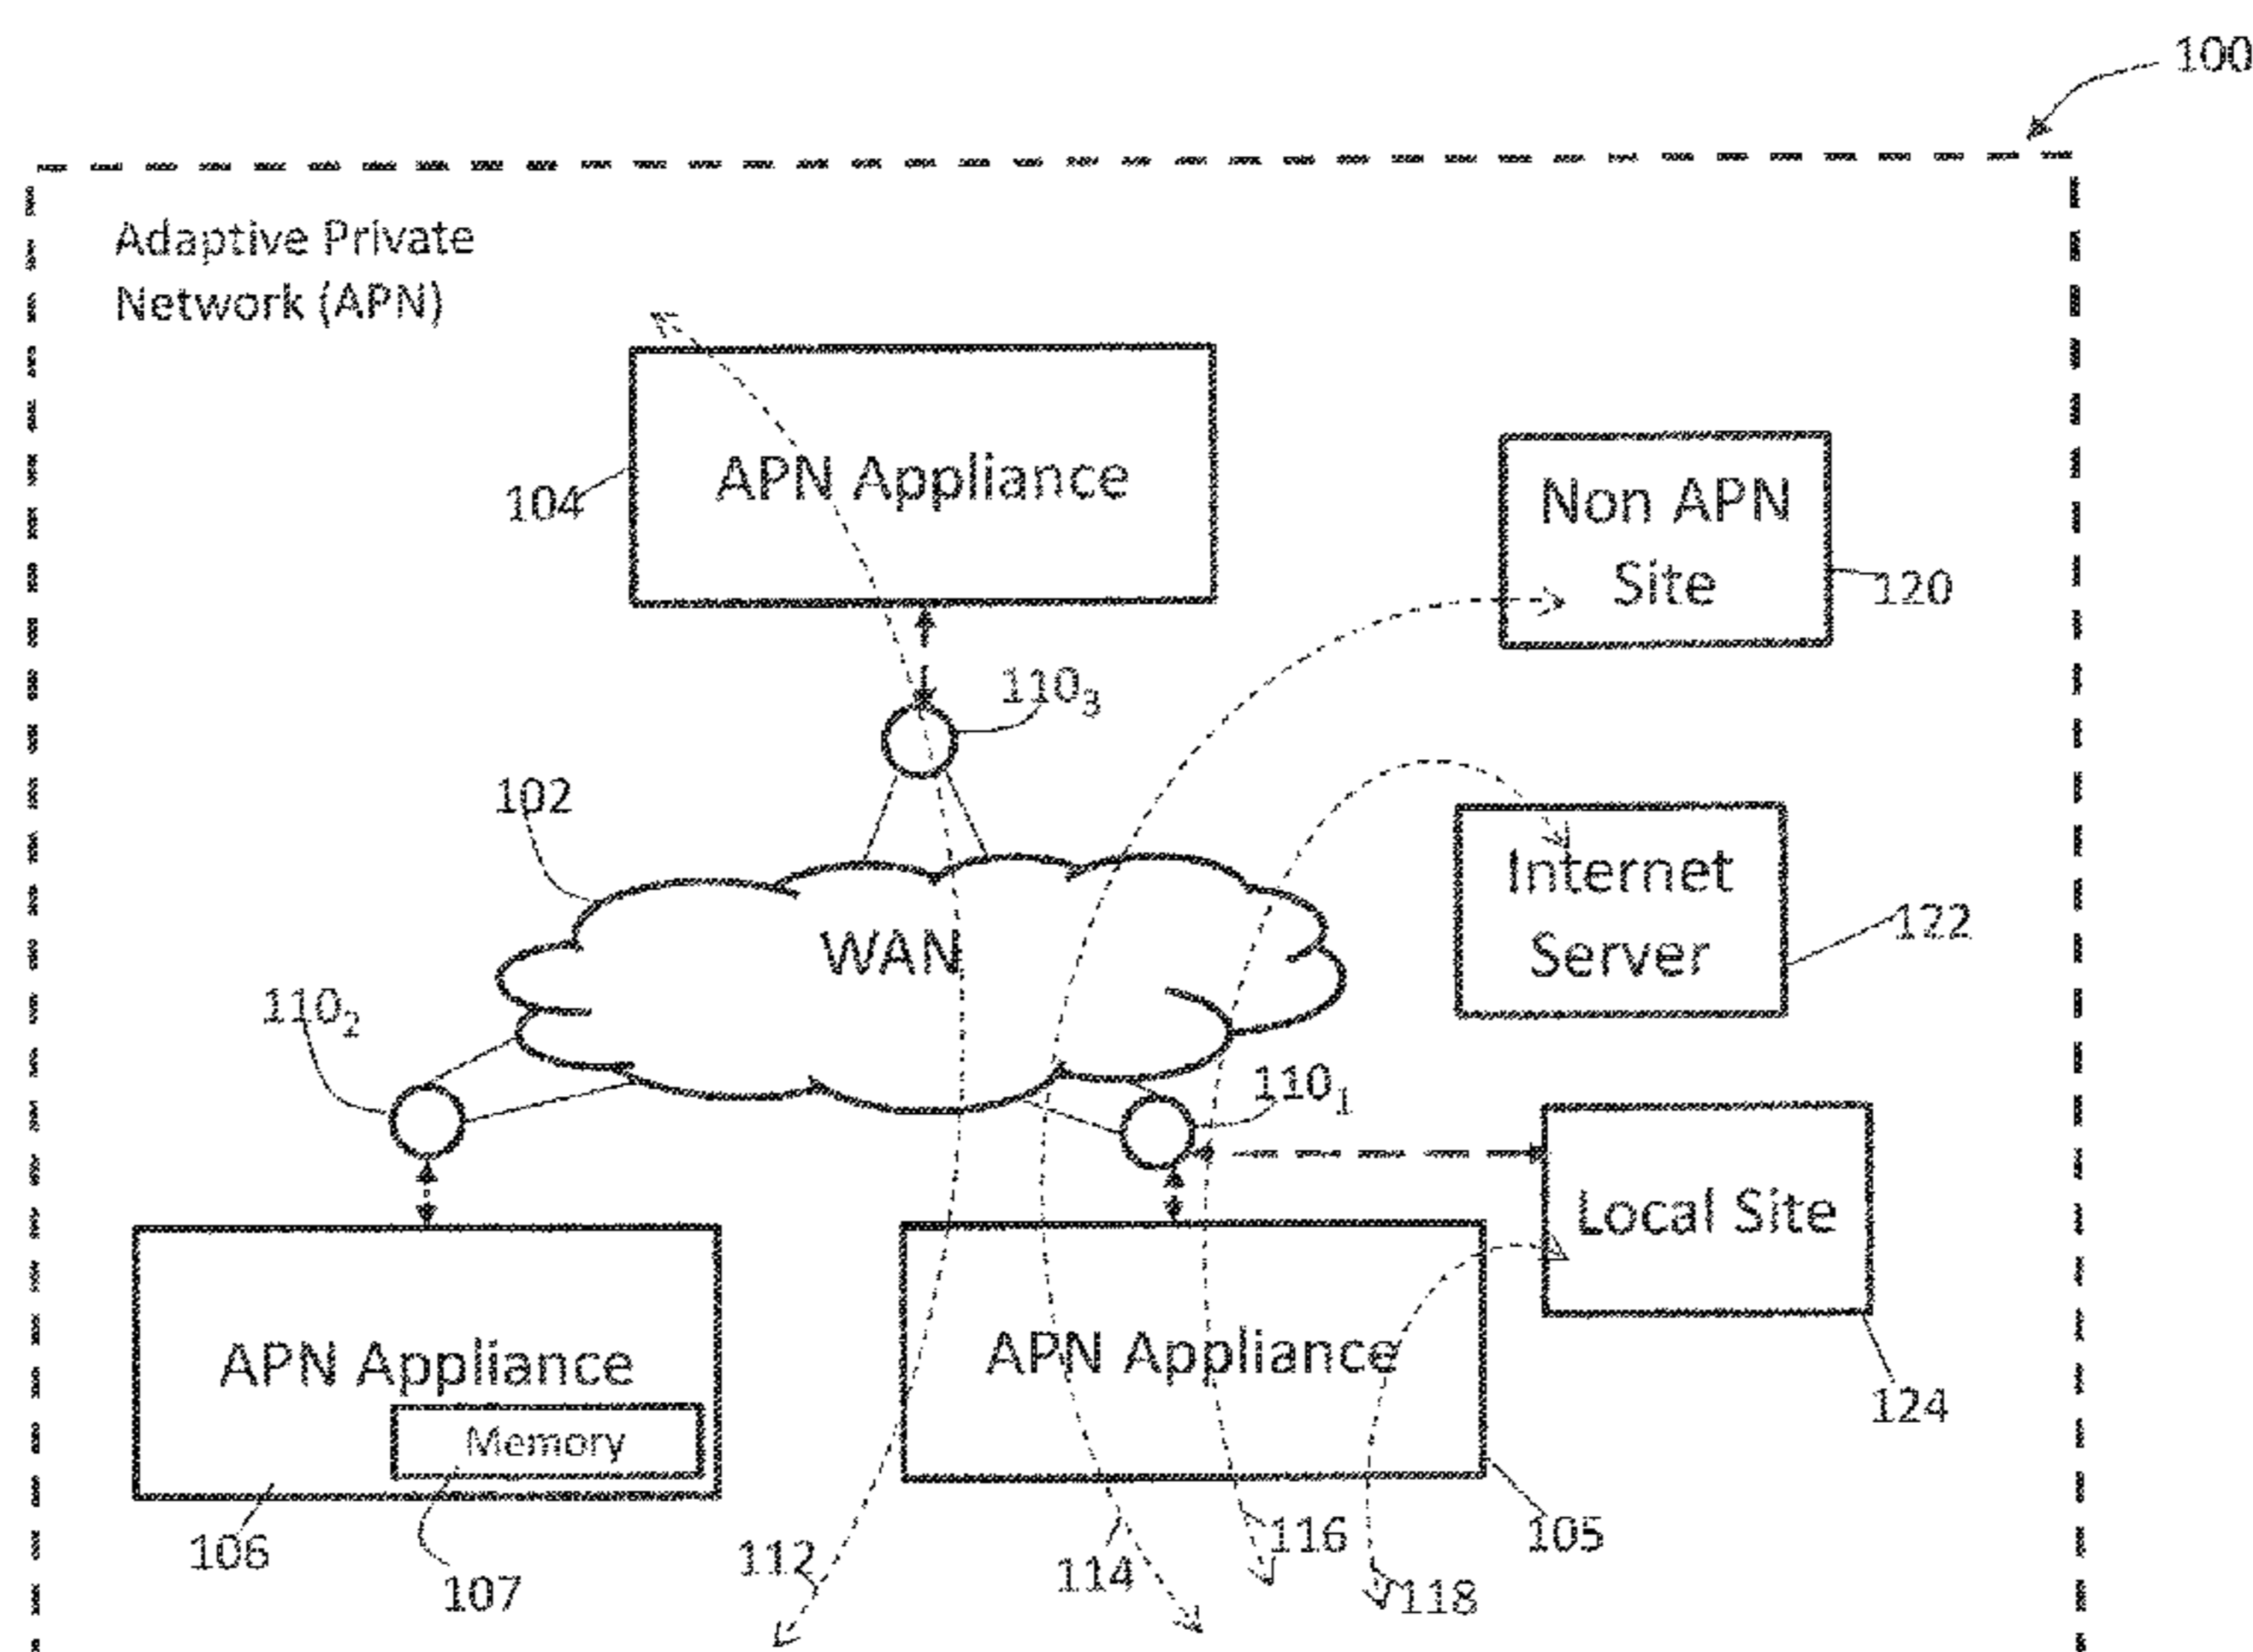 100
Adaptive Private
Network (APN)
APN Appliance
104
Non APN
Site
120
110₃
102
WAN
Internet
Server
122
110₂
110₁
Local Site
124
APN Appliance
Memory
106
107
APN Appliance
105
112
114
116
118